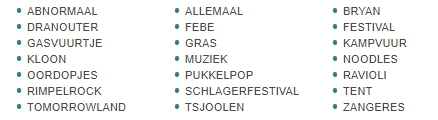 ABNORMAAL
DRANOUTER
GASVUURTJE
KLOON
OORDOPJES
RIMPELROCK
TOMORROWLAND
ALLEMAAL
FEBE
GRAS
MUZIEK
PUKKELPOP
SCHLAGERFESTIVAL
TSJOOLEN
BRYAN
FESTIVAL
KAMPVUUR
NOODLES
RAVIOLI
TENT
ZANGERES